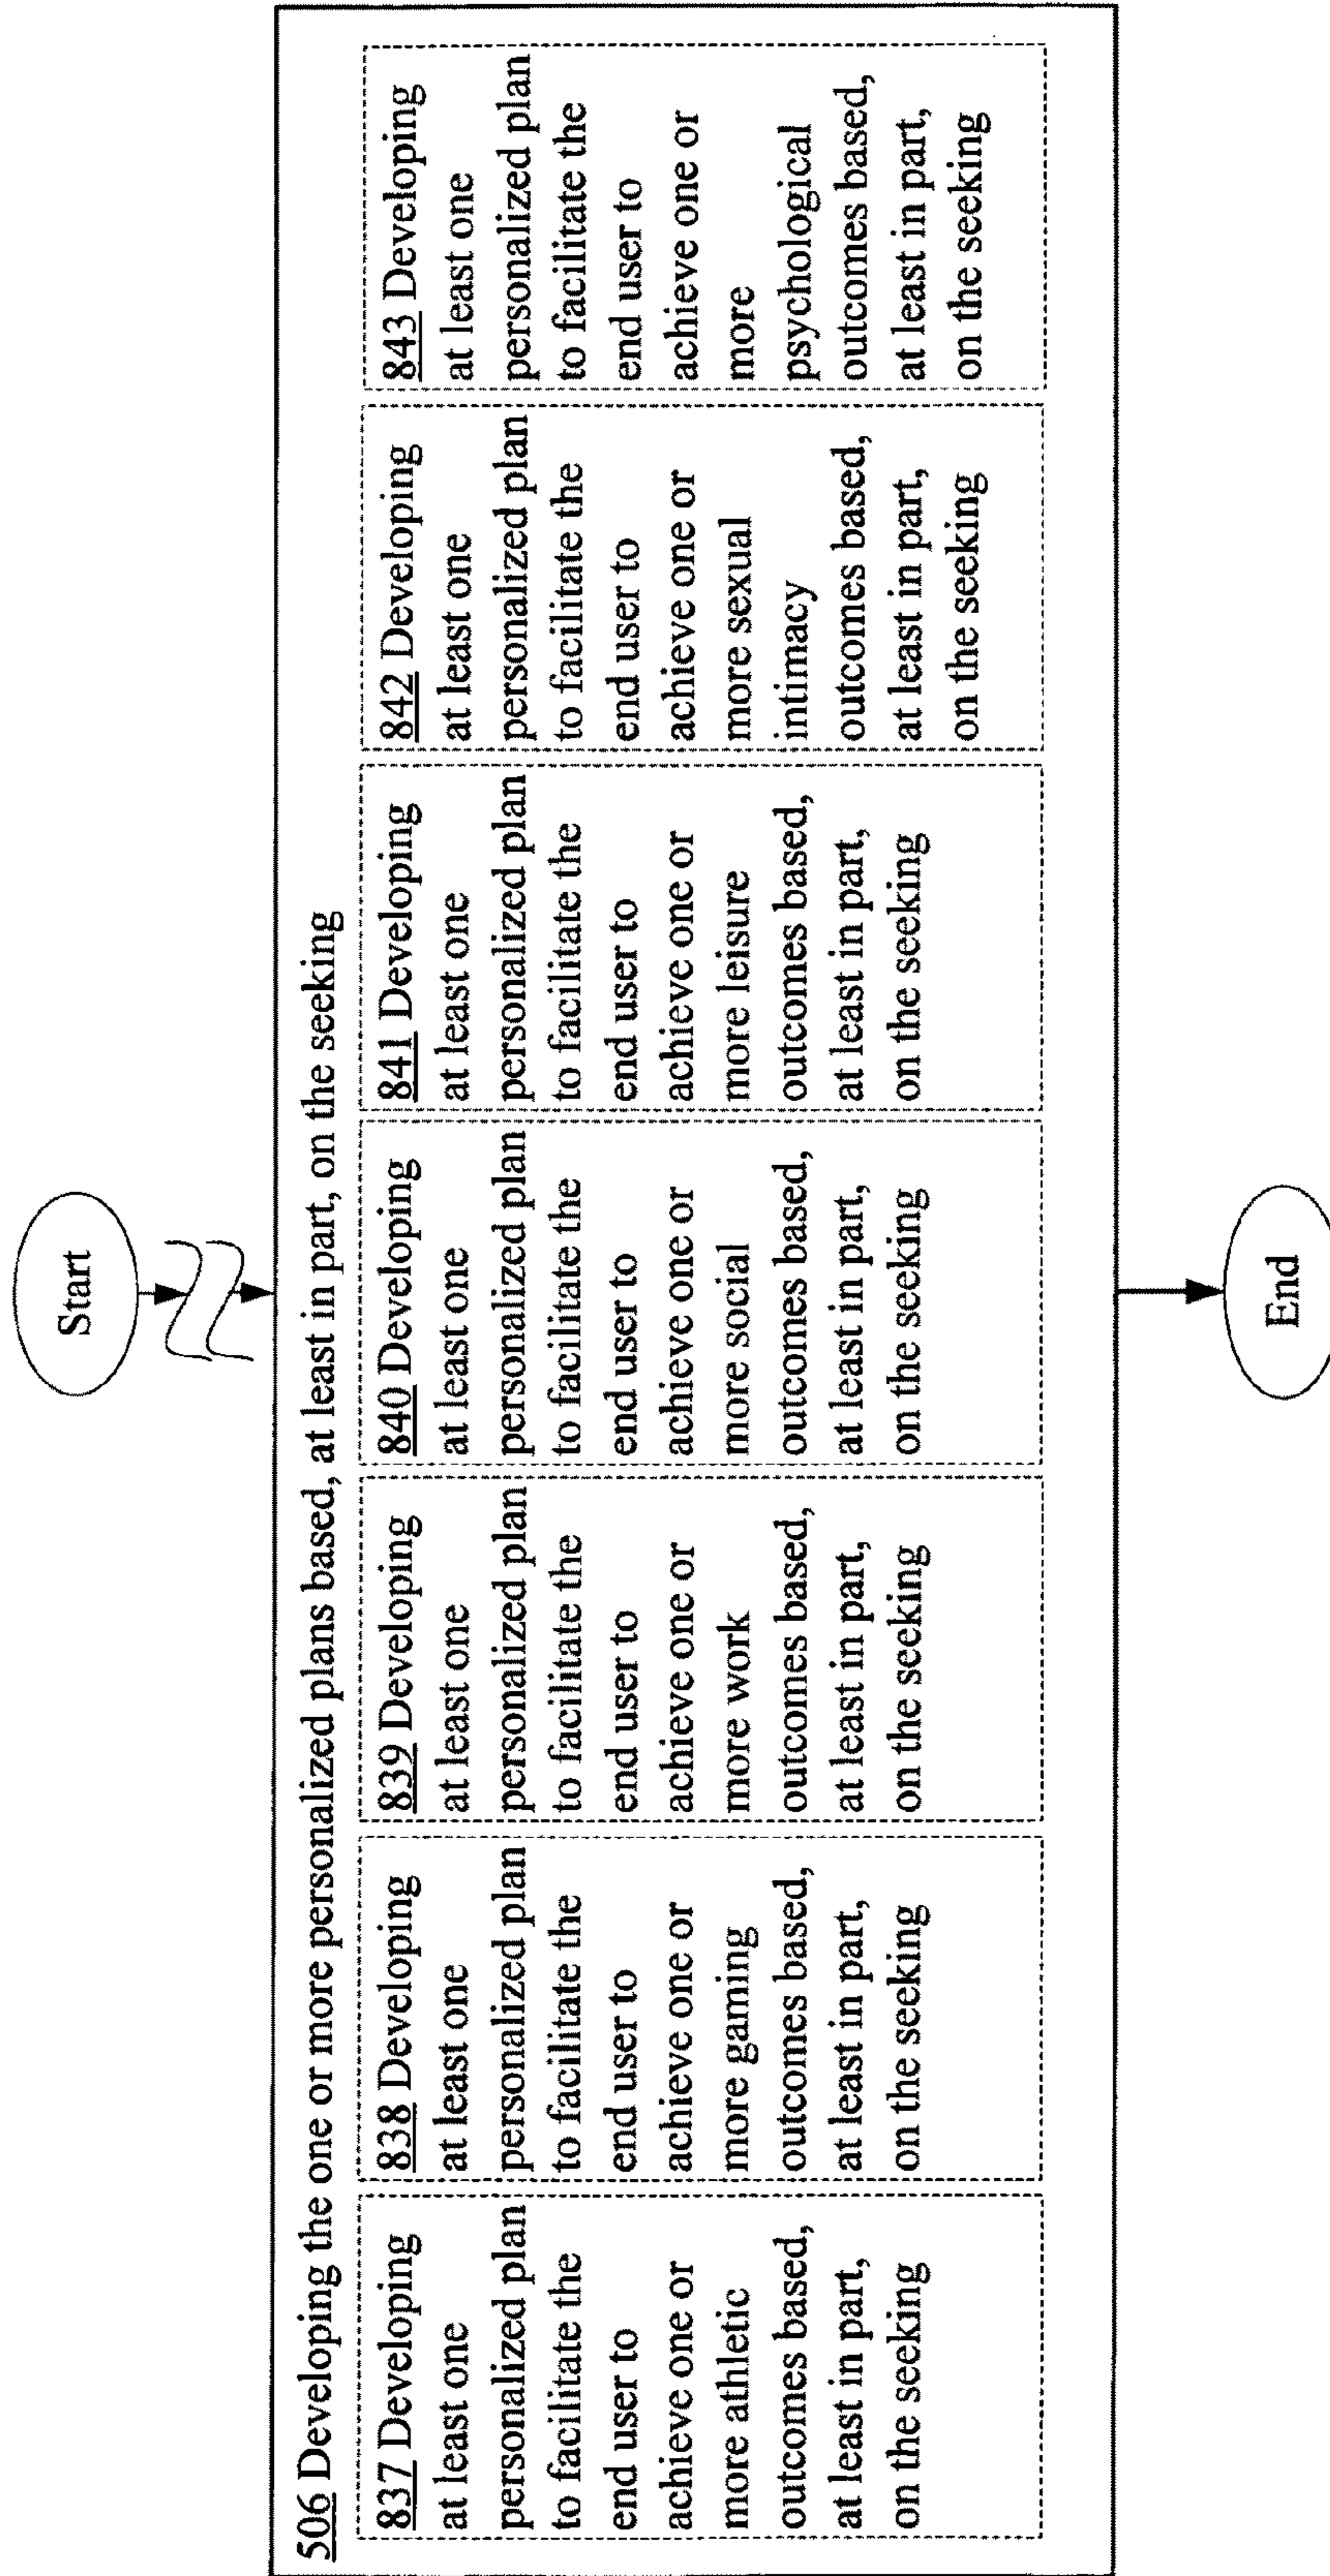 Start
506 Developing the one or more personalized plans based, at least in part, on the seeking
837 Developing
at least one
personalized plan
to facilitate the
end user to
achieve one or
more athletic
outcomes based,
at least in part,
on the seeking
838 Developing
at least one
personalized plan
to facilitate the
end user to
achieve one or
more gaming
outcomes based,
at least in part,
on the seeking
839 Developing
at least one
personalized plan
to facilitate the
end user to
achieve one or
more work
outcomes based,
at least in part,
on the seeking
840 Developing
at least one
personalized plan
to facilitate the
end user to
achieve one or
more social
outcomes based,
at least in part,
on the seeking
841 Developing
at least one
personalized plan
to facilitate the
end user to
achieve one or
more leisure
outcomes based,
at least in part,
on the seeking
842 Developing
at least one
personalized plan
to facilitate the
end user to
achieve one or
more sexual
intimacy
outcomes based,
at least in part,
on the seeking
843 Developing
at least one
personalized plan
to facilitate the
end user to
achieve one or
more
psychological
outcomes based,
at least in part,
on the seeking
End